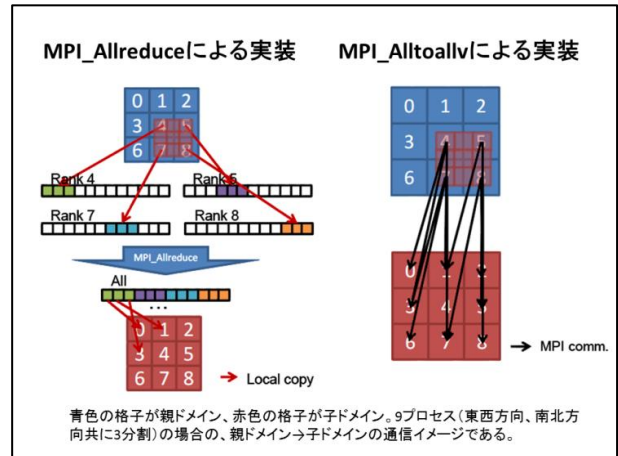 MPI_Allreduceによる実装
MPI_Alltoallvによる実装
0 1 2
3 4 5
6 7 8
Rank 4
Rank 5
Rank 7
Rank 8
MPI_Allreduce
All
...
0 1 2
3 4 5
6 7 8
Local copy
0 1 2
3 4 5
6 7 8
0 1 2
3 4 5
6 7 8
MPI comm.
青色の格子が親ドメイン、赤色の格子が子ドメイン。9プロセス(東西方向、南北方
向共に3分割)の場合の、親ドメイン→子ドメインの通信イメージである。